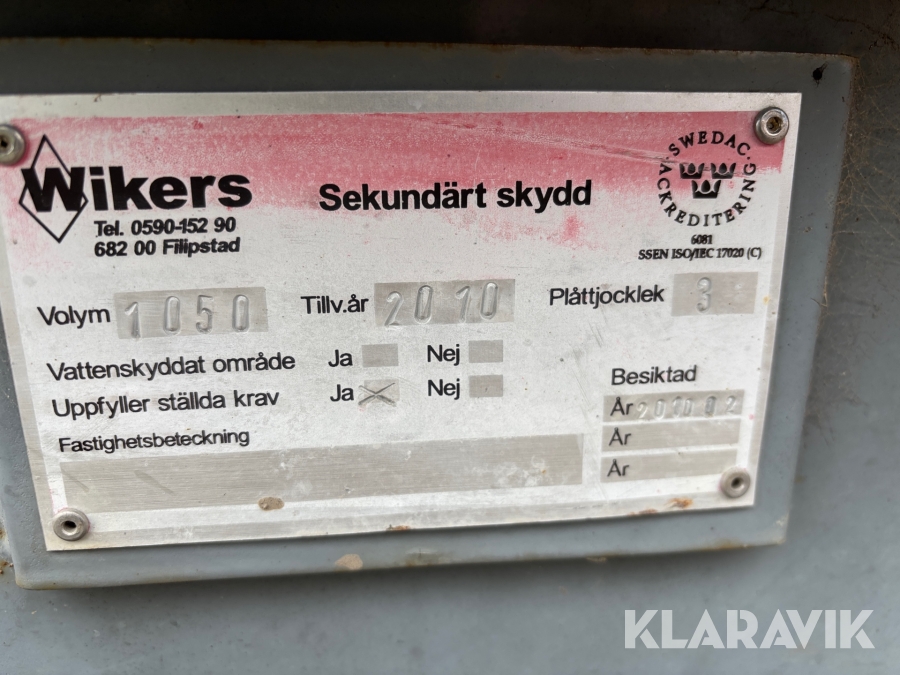 Wikers
Tel. 0590-152 90
682 00 Filipstad
Sekundärt skydd
SWEDAC · ACKREDITERING ·
6081
SSEN ISO/IEC 17020 (C)
Volym 1050 Tillv.år 2010 Plåttjocklek 3
Vattenskyddat område Ja Nej
Uppfyller ställda krav Ja X Nej
Fastighetsbeteckning
Besiktad
År 201002
År
År
KLARAVIK